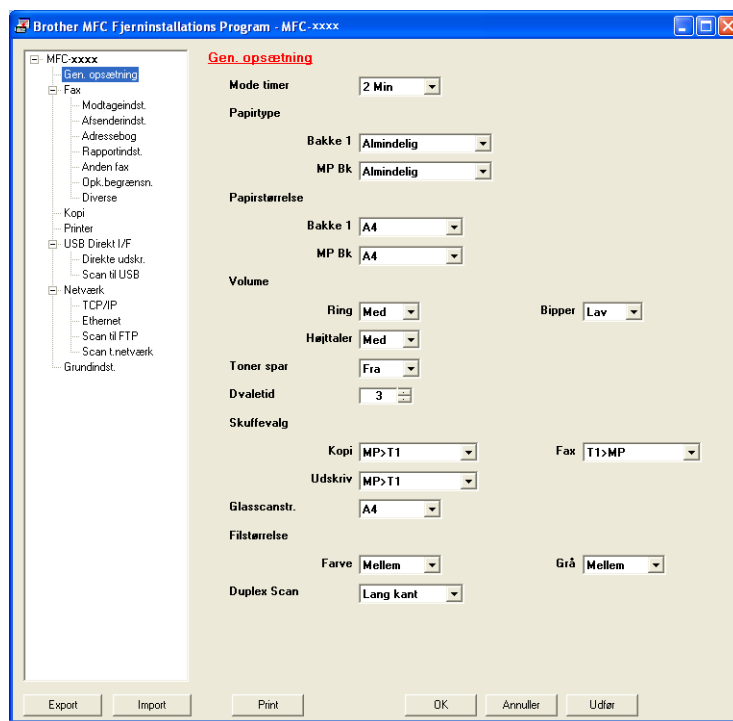 Brother MFC Fjerninstallations Program - MFC-xxxx
MFC-xxxx
Gen. opsætning
Fax
Modtageindst.
Afsenderindst.
Adressebog
Rapportindst.
Anden fax
Opk.begrænsn.
Diverse
Kopi
Printer
USB Direkt I/F
Direkte udskr.
Scan til USB
Netværk
TCP/IP
Ethernet
Scan til FTP
Scan t.netværk
Grundindst.
Gen. opsætning
Mode timer 2 Min
Papirtype
Bakke 1 Almindelig
MP Bk Almindelig
Papirstørrelse
Bakke 1 A4
MP Bk A4
Volume
Ring Med Bipper Lav
Højttaler Med
Toner spar Fra
Dvaletid 3
Skuffevalg
Kopi MP>T1 Fax T1>MP
Udskriv MP>T1
Glasscanstr. A4
Filstørrelse
Farve Mellem Grå Mellem
Duplex Scan Lang kant
Export Import Print OK Annuller Udfør